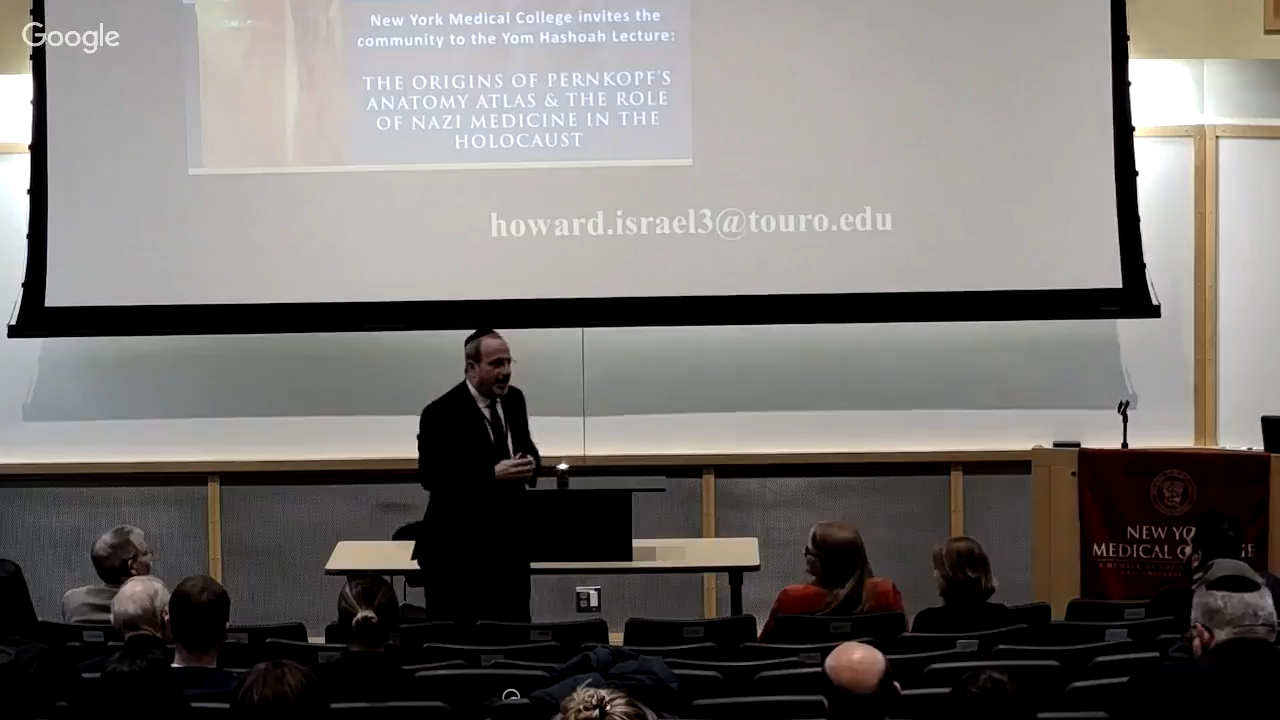 Google
New York Medical College invites the
community to the Yom Hashoah Lecture:
THE ORIGINS OF PERNKOPF'S
ANATOMY ATLAS & THE ROLE
OF NAZI MEDICINE IN THE
HOLOCAUST
howard.israel3@touro.edu
NEW YO
MEDICAL C GE